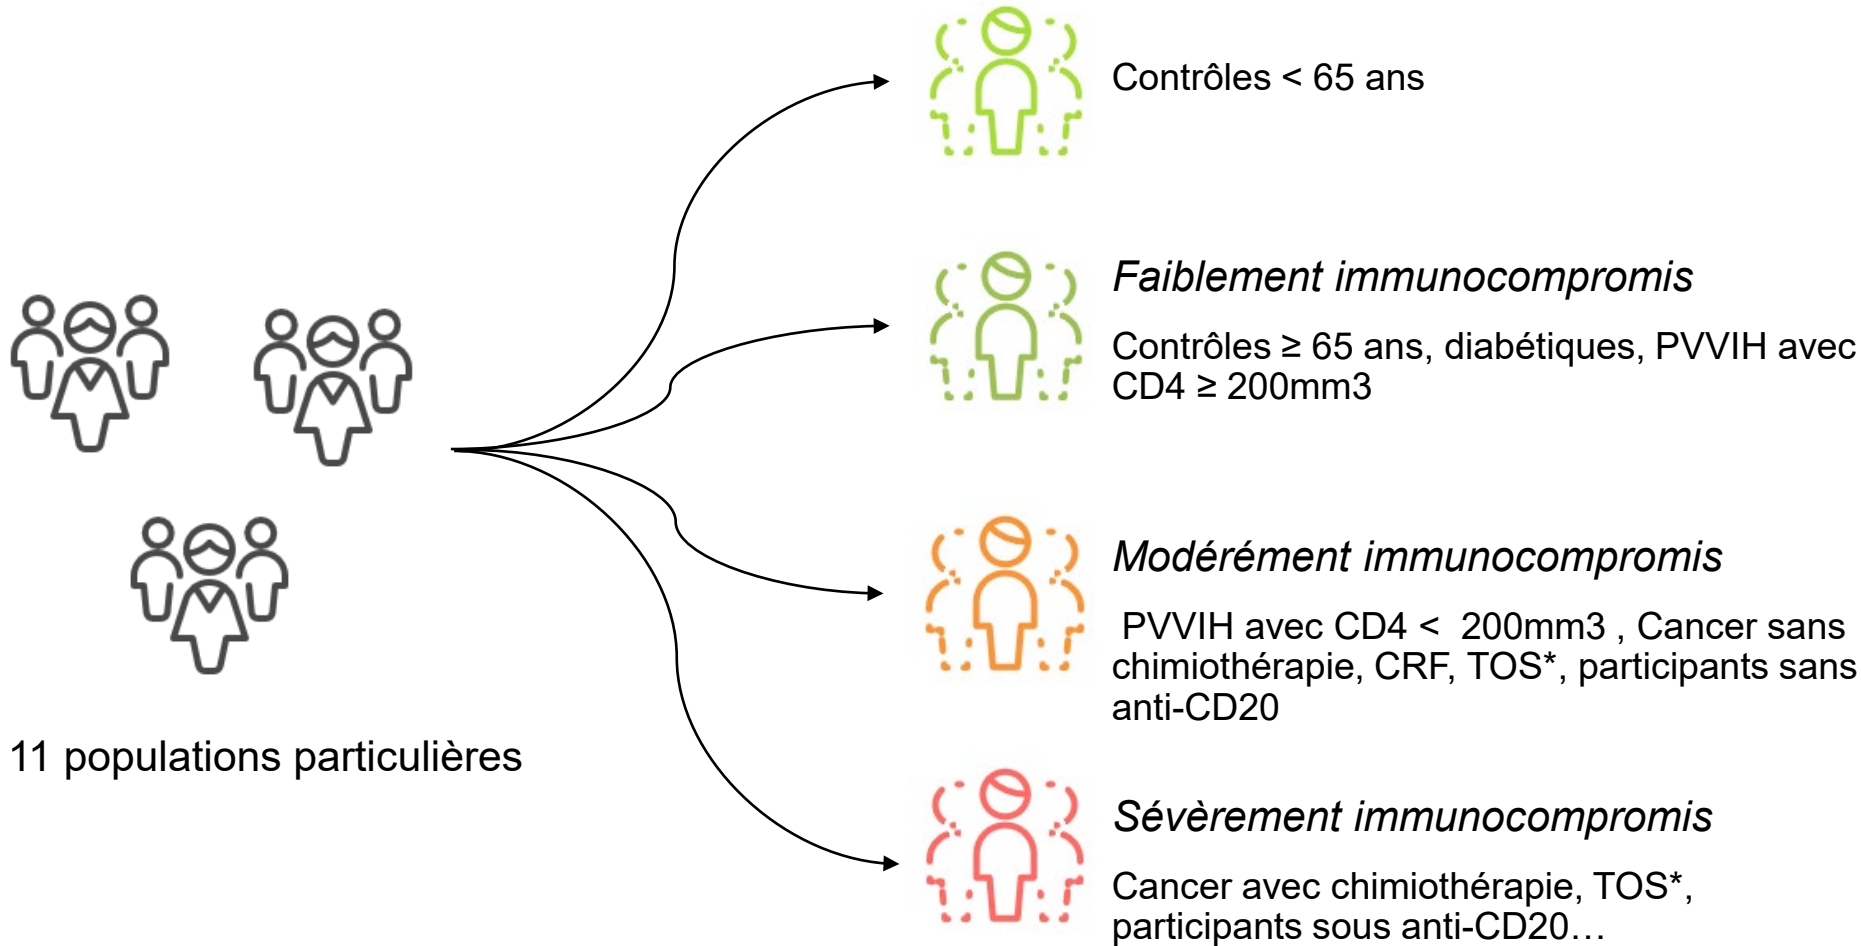 Contrôles < 65 ans
Faiblement immunocompromis
Contrôles ≥ 65 ans, diabétiques, PVVIH avec
CD4 ≥ 200mm3
Modérément immunocompromis
PVVIH avec CD4 < 200mm3 , Cancer sans
chimiothérapie, CRF, TOS*, participants sans
anti-CD20
11 populations particulières
Sévèrement immunocompromis
Cancer avec chimiothérapie, TOS*,
participants sous anti-CD20…